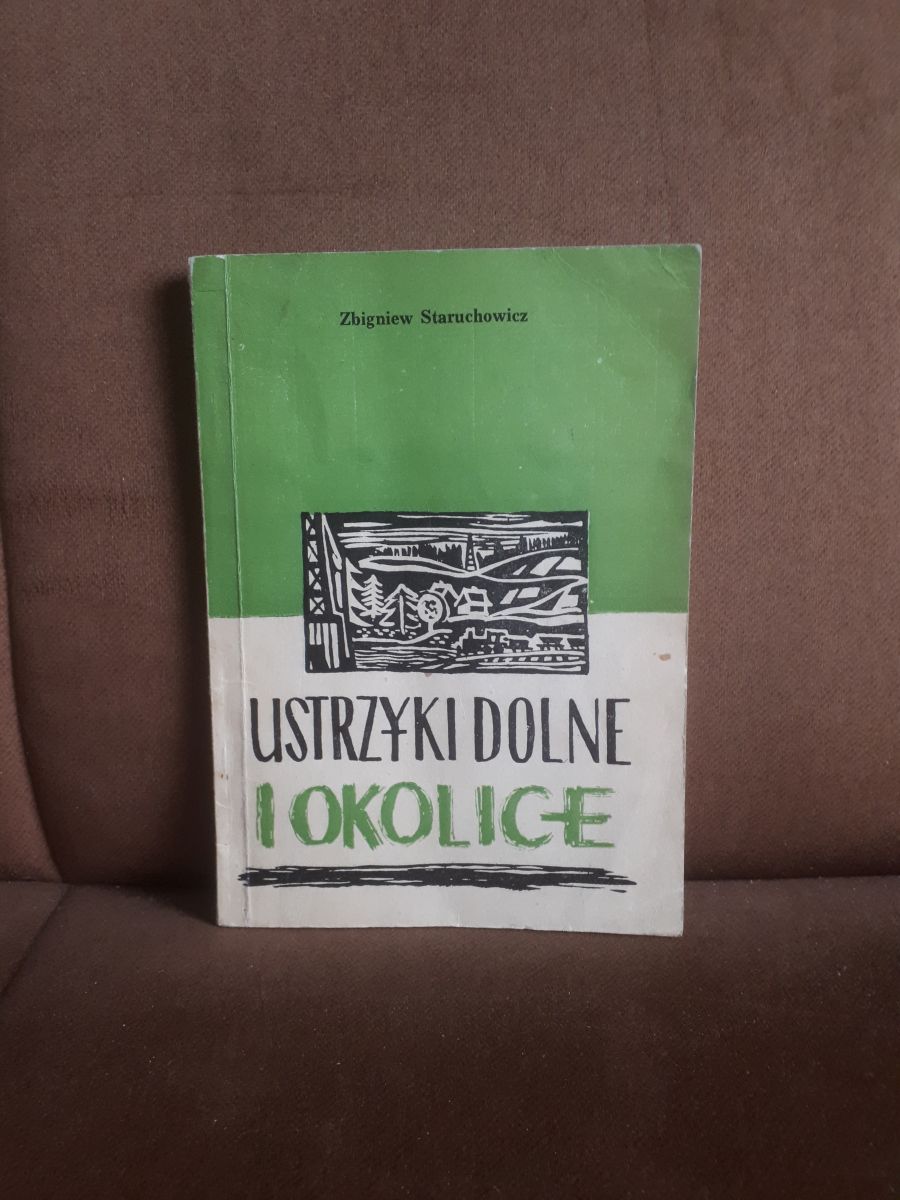 Zbigniew Staruchowicz
USTRZYKI DOLNE
I OKOLICE